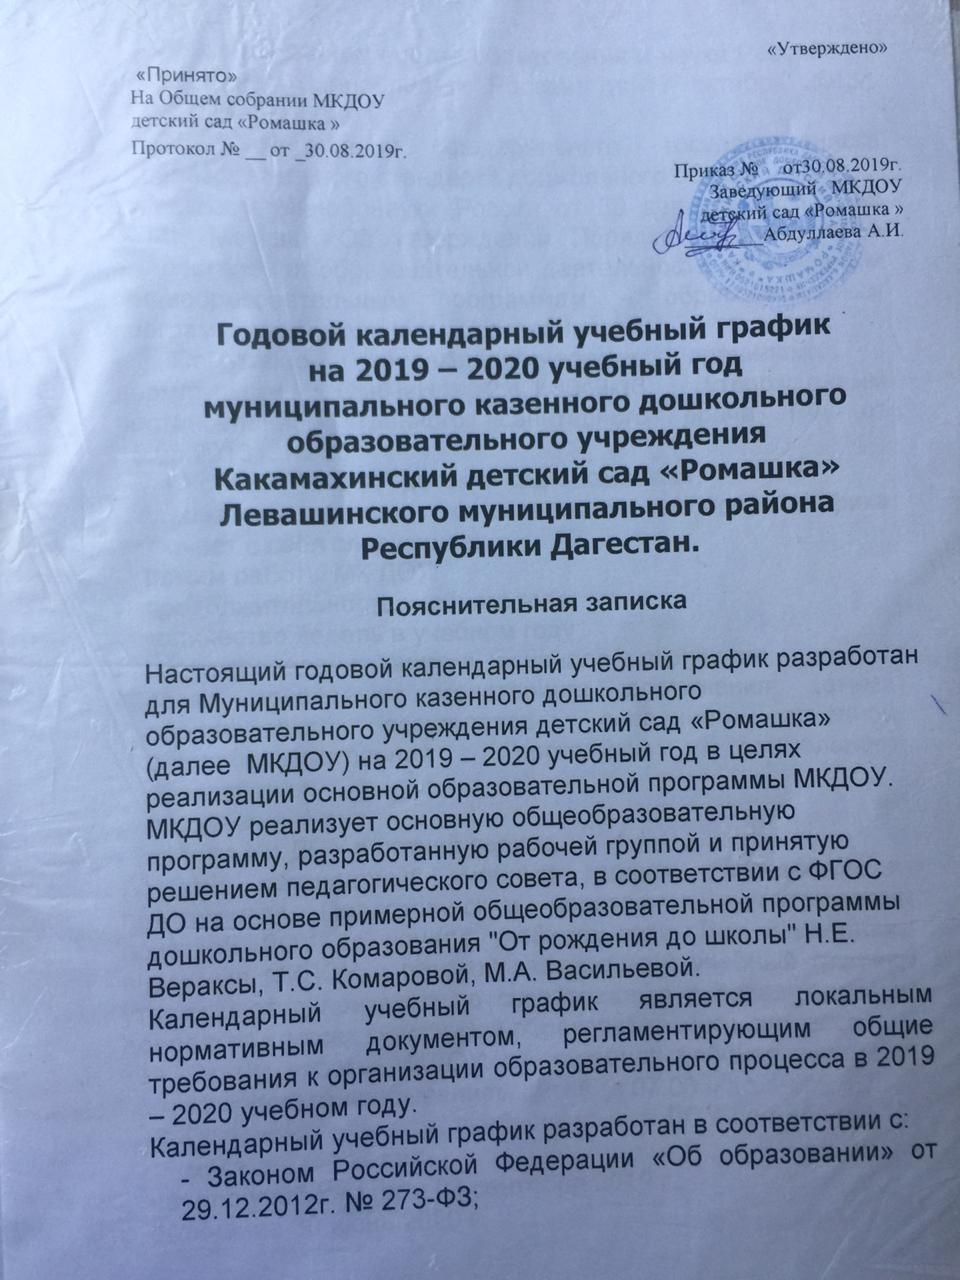 «Утверждено»
«Принято»
На Общем собрании МКДОУ
детский сад «Ромашка »
Протокол № __ от _30.08.2019г.
Приказ № от30.08.2019г.
Заведующий МКДОУ
детский сад «Ромашка »
________Абдуллаева А.И.
Годовой календарный учебный график
на 2019 – 2020 учебный год
муниципального казенного дошкольного
образовательного учреждения
Какамахинский детский сад «Ромашка»
Левашинского муниципального района
Республики Дагестан.
Пояснительная записка
Настоящий годовой календарный учебный график разработан
для Муниципального казенного дошкольного
образовательного учреждения детский сад «Ромашка»
(далее МКДОУ) на 2019 – 2020 учебный год в целях
реализации основной образовательной программы МКДОУ.
МКДОУ реализует основную общеобразовательную
программу, разработанную рабочей группой и принятую
решением педагогического совета, в соответствии с ФГОС
ДО на основе примерной общеобразовательной программы
дошкольного образования "От рождения до школы" Н.Е.
Вераксы, Т.С. Комаровой, М.А. Васильевой.
Календарный учебный график является локальным
нормативным документом, регламентирующим общие
требования к организации образовательного процесса в 2019
– 2020 учебном году.
Календарный учебный график разработан в соответствии с:
- Законом Российской Федерации «Об образовании» от
29.12.2012г. № 273-ФЗ;